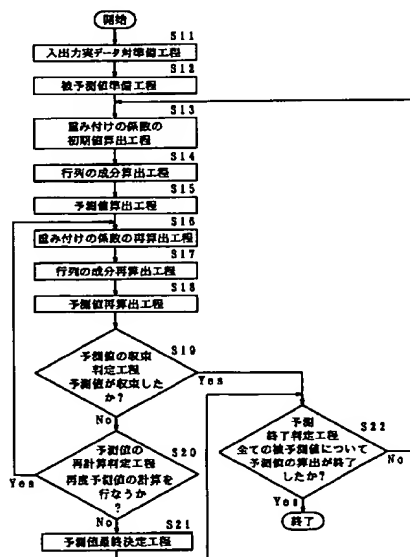 開始
S11
入出力実データ対準備工程
S12
被予測値準備工程
S13
重み付けの係数の
初期値算出工程
S14
行列の成分算出工程
S15
予測値算出工程
S16
重み付けの係数の再算出工程
S17
行列の成分再算出工程
S18
予測値再算出工程
S19
予測値の収束
判定工程
予測値が収束した
か?
Yes
No
S20
予測値の
再計算判定工程
再度予測値の計算を
行なうか
?
Yes
No
S21
予測値最終決定工程
S22
予測
終了判定工程
全ての被予測値について
予測値の算出が終了
したか?
No
Yes
終了